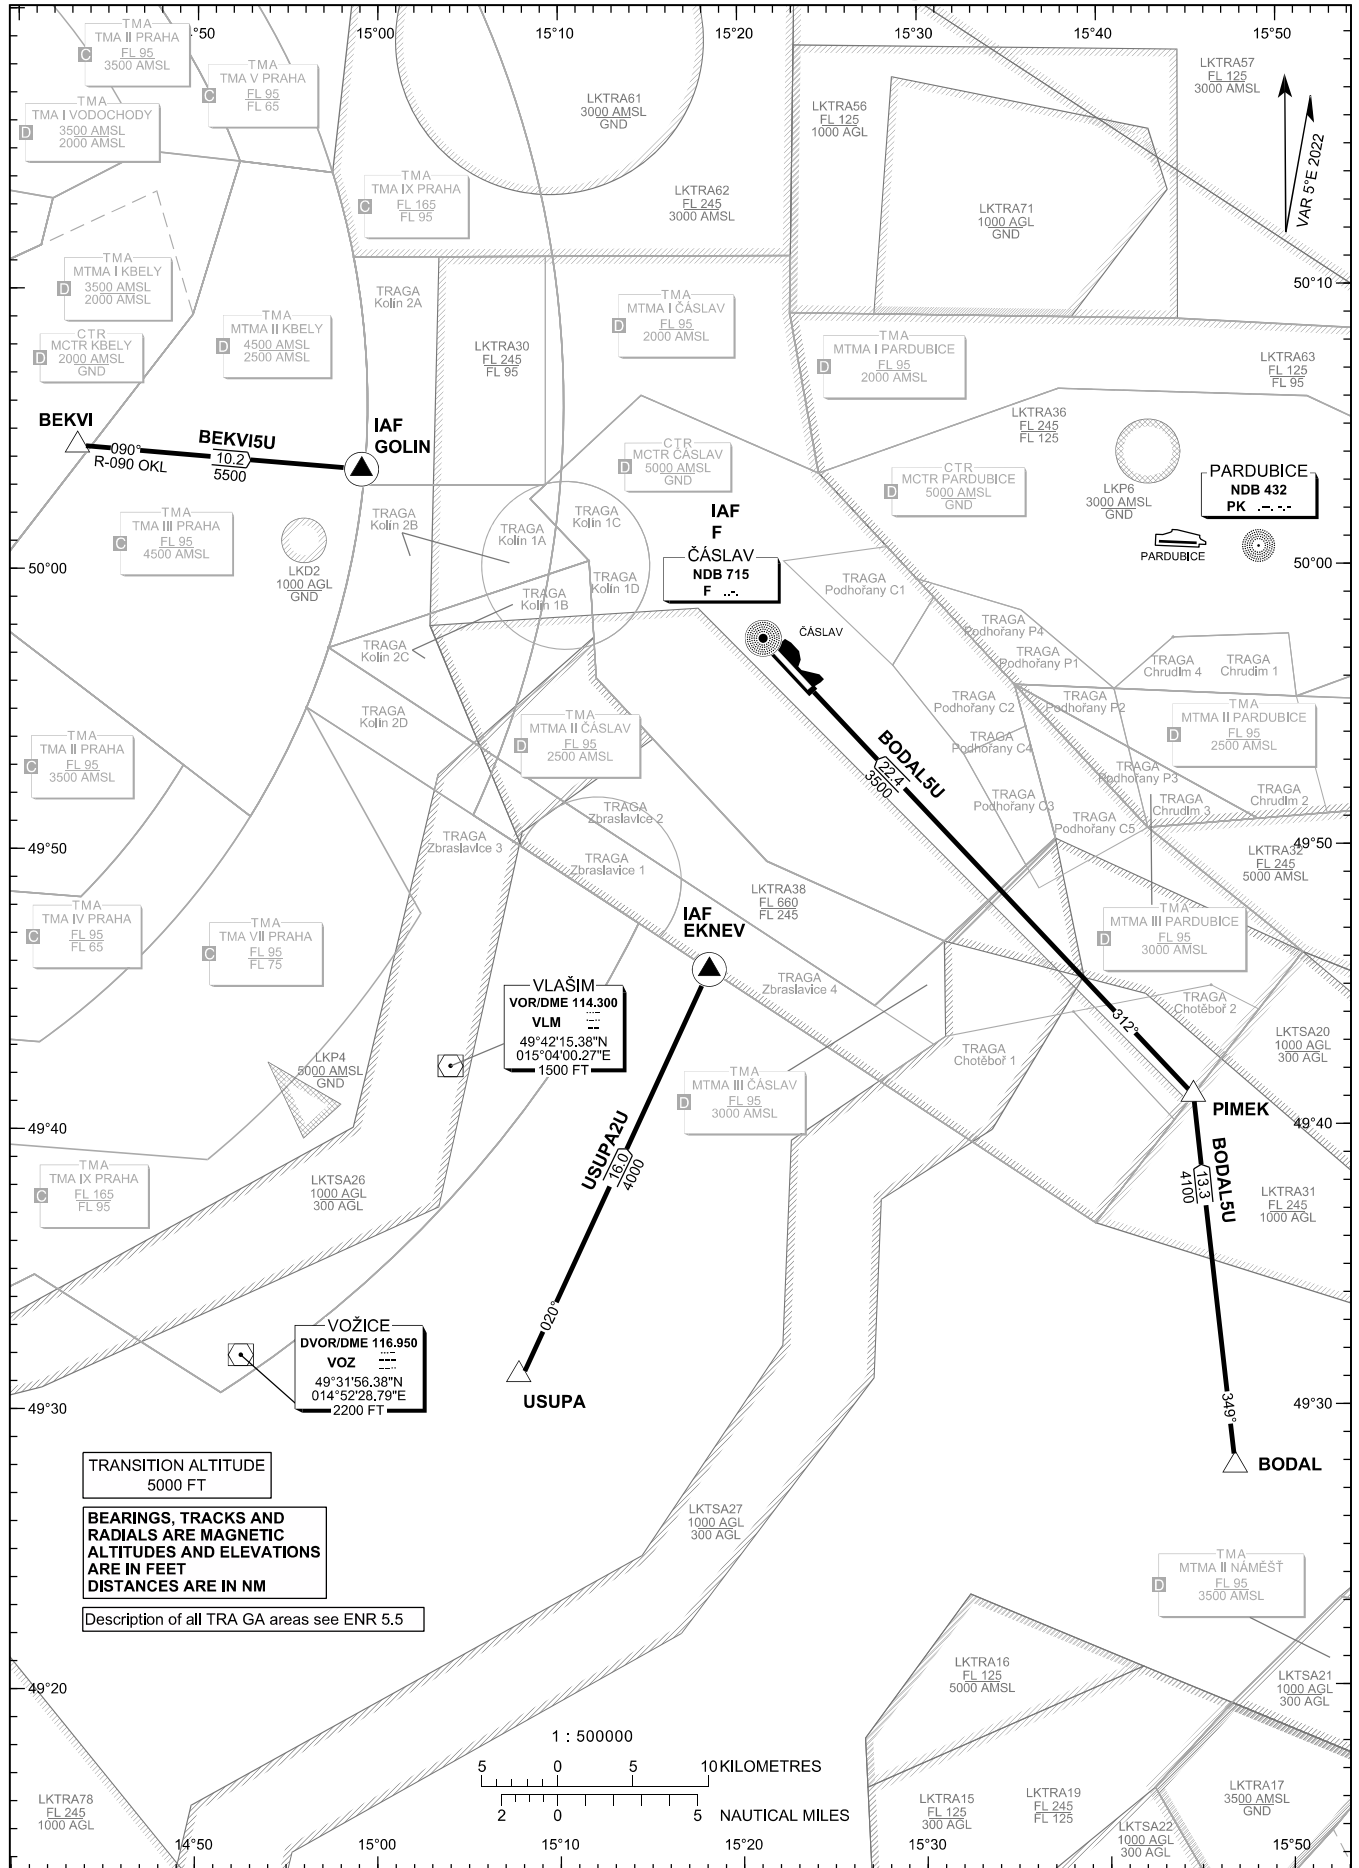 14°50
15°00
15°10
15°20
15°30
15°40
15°50
TMA
TMA II PRAHA
C
FL 95
3500 AMSL
TMA
TMA V PRAHA
C
FL 95
FL 65
TMA
TMA I VODOCHODY
D
3500 AMSL
2000 AMSL
TMA
TMA IX PRAHA
C
FL 165
FL 95
LKTRA61
3000 AMSL
GND
LKTRA62
FL 245
3000 AMSL
LKTRA56
FL 125
1000 AGL
LKTRA57
FL 125
3000 AMSL
LKTRA71
1000 AGL
GND
VAR 5°E 2022
TMA
MTMA I KBELY
D
3500 AMSL
2000 AMSL
CTR
MCTR KBELY
D
2000 AMSL
GND
TMA
MTMA II KBELY
D
4500 AMSL
2500 AMSL
TRAGA
Kolín 2A
LKTRA30
FL 245
FL 95
TMA
MTMA I ČÁSLAV
D
FL 95
2000 AMSL
TMA
MTMA I PARDUBICE
D
FL 95
2000 AMSL
50°10
LKTRA63
FL 125
FL 95
LKTRA36
FL 245
FL 125
BEKVI
090°
R-090 OKL
BEKVI5U
10.2
5500
IAF
GOLIN
CTR
MCTR ČÁSLAV
D
5000 AMSL
GND
CTR
MCTR PARDUBICE
D
5000 AMSL
GND
LKP6
3000 AMSL
GND
PARDUBICE
NDB 432
PK .--. -.-
PARDUBICE
TMA
TMA III PRAHA
C
FL 95
4500 AMSL
LKD2
1000 AGL
GND
TRAGA
Kolín 2B
TRAGA
Kolín 1A
TRAGA
Kolín 1C
TRAGA
Kolín 1D
TRAGA
Kolín 1B
IAF
F
ČÁSLAV
NDB 715
F ..-.
ČÁSLAV
50°00
TRAGA
Podhořany C1
TRAGA
Podhořany P4
TRAGA
Podhořany P1
TRAGA
Chrudim 4
TRAGA
Chrudim 1
TRAGA
Kolín 2C
TRAGA
Kolín 2D
TRAGA
Podhořany C2
TRAGA
Podhořany P2
TRAGA
Podhořany C4
TMA
MTMA II PARDUBICE
D
FL 95
2500 AMSL
TMA
MTMA II ČÁSLAV
D
FL 95
2500 AMSL
TMA
TMA II PRAHA
C
FL 95
3500 AMSL
BODAL5U
22.4
3500
TRAGA
Podhořany P3
TRAGA
Podhořany C3
TRAGA
Podhořany C5
TRAGA
Chrudim 3
TRAGA
Chrudim 2
TRAGA
Zbraslavice 2
TRAGA
Zbraslavice 3
TRAGA
Zbraslavice 1
49°50
49°50
LKTRA32
FL 245
5000 AMSL
LKTRA38
FL 660
FL 245
TMA
TMA IV PRAHA
C
FL 95
FL 65
TMA
TMA VII PRAHA
C
FL 95
FL 75
IAF
EKNEV
TMA
MTMA III PARDUBICE
D
FL 95
3000 AMSL
TRAGA
Zbraslavice 4
TRAGA
Chotěboř 2
VLAŠIM
VOR/DME 114.300
VLM
49°42'15.38"N
015°04'00.27"E
1500 FT
312°
LKTSA20
1000 AGL
300 AGL
TRAGA
Chotěboř 1
LKP4
5000 AMSL
GND
TMA
MTMA III ČÁSLAV
D
FL 95
3000 AMSL
PIMEK
49°40
49°40
USUPA2U
16.0
4000
020°
BODAL5U
13.3
4100
349°
TMA
TMA IX PRAHA
C
FL 165
FL 95
LKTSA26
1000 AGL
300 AGL
LKTRA31
FL 245
1000 AGL
VOŽICE
DVOR/DME 116.950
VOZ
49°31'56.38"N
014°52'28.79"E
2200 FT
USUPA
49°30
49°30
BODAL
TRANSITION ALTITUDE
5000 FT
BEARINGS, TRACKS AND
RADIALS ARE MAGNETIC
ALTITUDES AND ELEVATIONS
ARE IN FEET
DISTANCES ARE IN NM
Description of all TRA GA areas see ENR 5.5
LKTSA27
1000 AGL
300 AGL
TMA
MTMA II NÁMĚŠŤ
D
FL 95
3500 AMSL
LKTRA16
FL 125
5000 AMSL
LKTSA21
1000 AGL
300 AGL
49°20
1 : 500000
5 0 5 10 KILOMETRES
2 0 5 NAUTICAL MILES
LKTRA78
FL 245
1000 AGL
LKTRA15
FL 125
300 AGL
LKTRA19
FL 245
FL 125
LKTSA22
1000 AGL
300 AGL
LKTRA17
3500 AMSL
GND
14°50
15°00
15°10
15°20
15°30
15°40
15°50